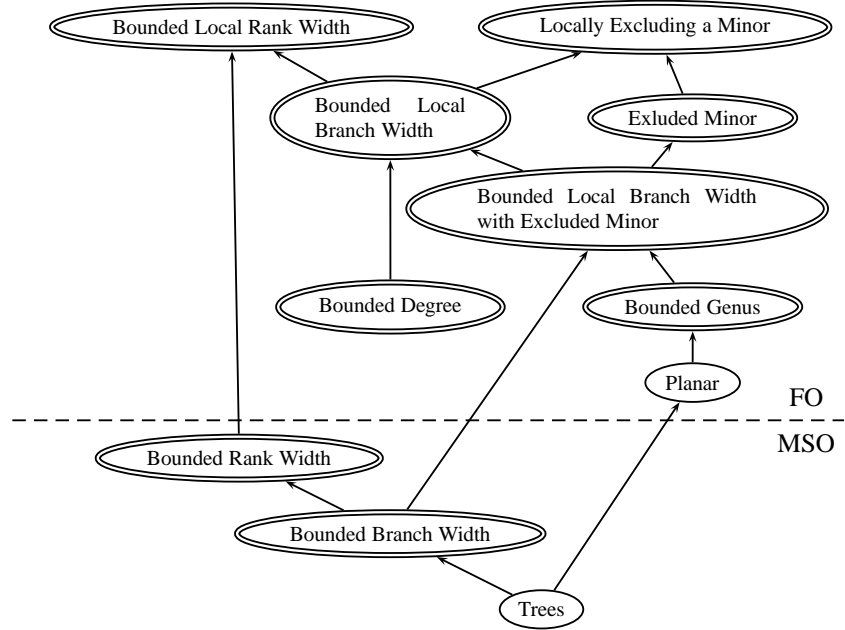 Bounded Local Rank Width
Locally Excluding a Minor
Bounded Local
Branch Width
Exluded Minor
Bounded Local Branch Width
with Excluded Minor
Bounded Degree
Bounded Genus
Planar
FO
MSO
Bounded Rank Width
Bounded Branch Width
Trees